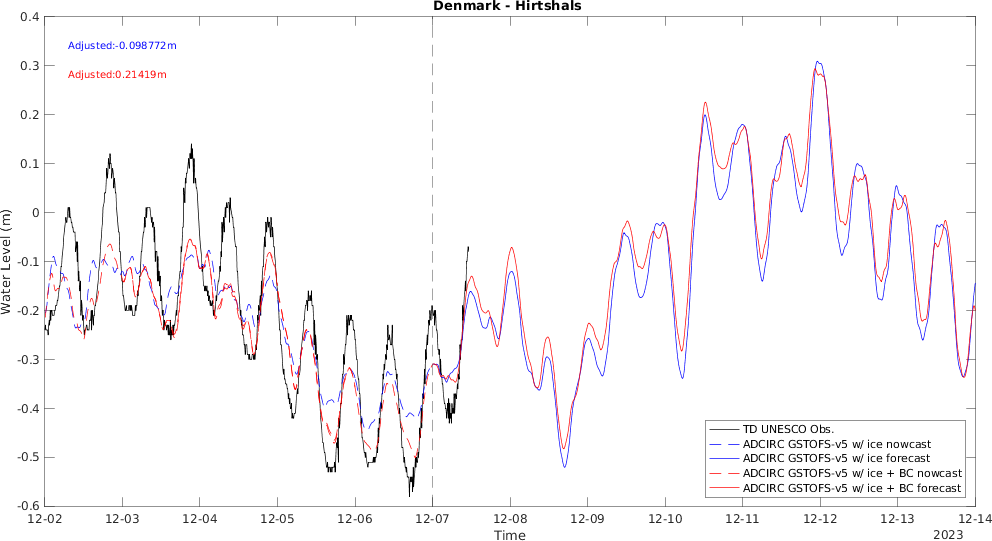 Denmark - Hirtshals
Adjusted:-0.098772m
Adjusted:0.21419m
Water Level (m)
0.4
0.3
0.2
0.1
0
-0.1
-0.2
-0.3
-0.4
-0.5
-0.6
TD UNESCO Obs.
ADCIRC GSTOFS-v5 w/ ice nowcast
ADCIRC GSTOFS-v5 w/ ice forecast
ADCIRC GSTOFS-v5 w/ ice + BC nowcast
ADCIRC GSTOFS-v5 w/ ice + BC forecast
12-02 12-03 12-04 12-05 12-06 12-07 12-08 12-09 12-10 12-11 12-12 12-13 12-14
Time
2023